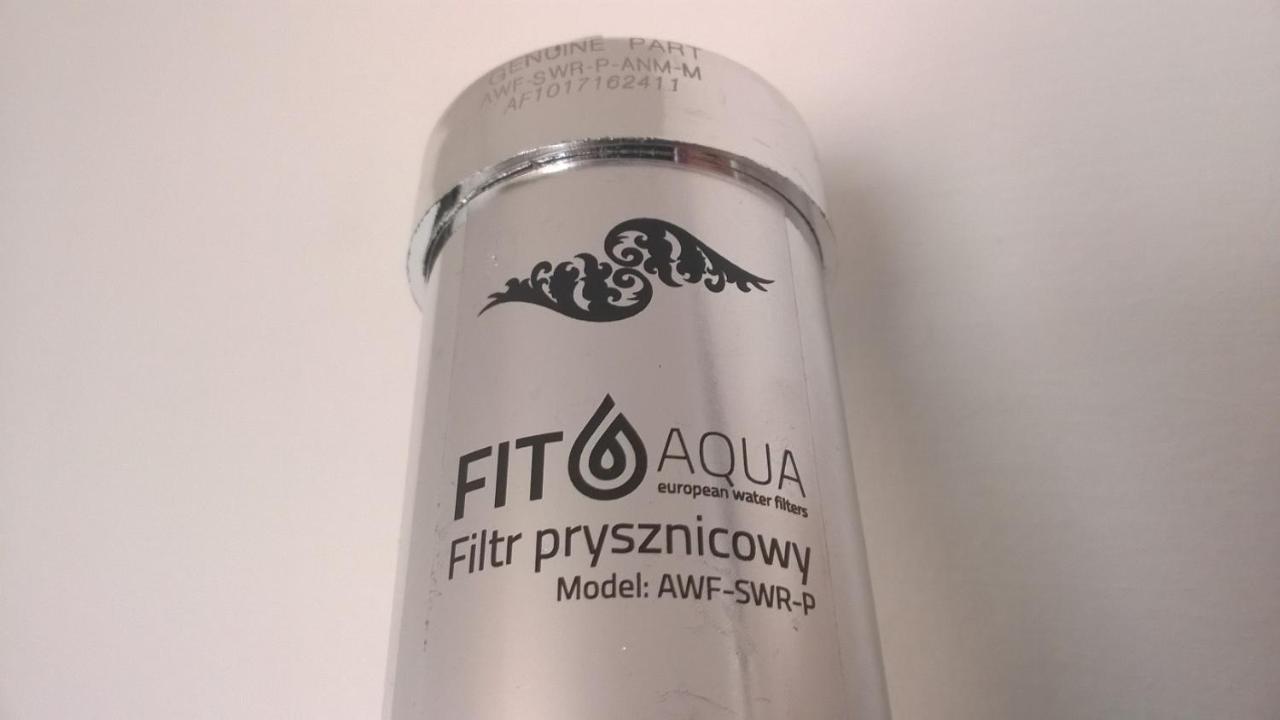 GENUINE PART
AWF-SWR-P-ANM-M
AF1017162411
FIT AQUA
european water filters
Filtr prysznicowy
Model: AWF-SWR-P